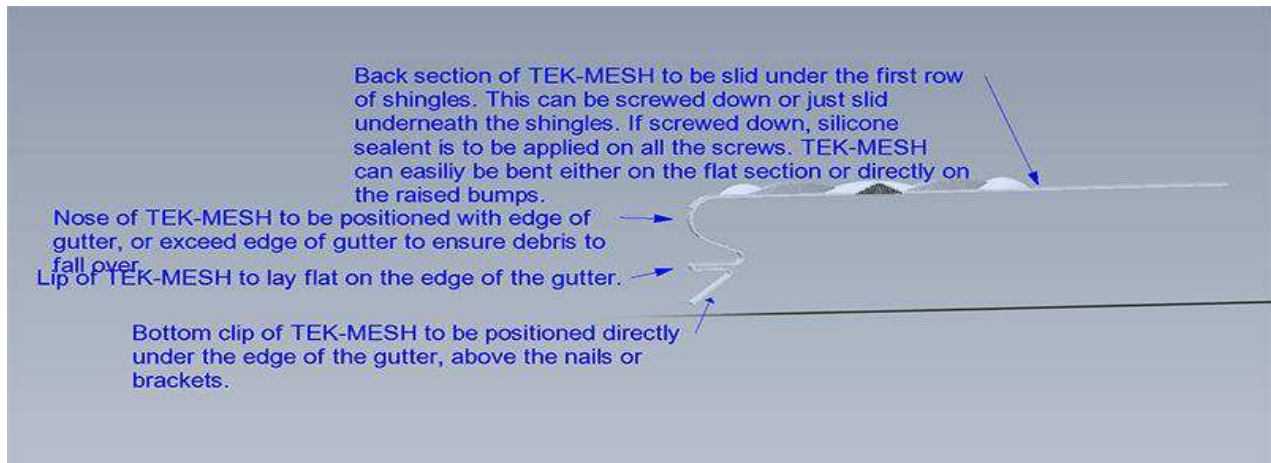 Back section of TEK-MESH to be slid under the first row
of shingles. This can be screwed down or just slid
underneath the shingles. If screwed down, silicone
sealent is to be applied on all the screws. TEK-MESH
can easiliy be bent either on the flat section or directly on
the raised bumps.
Nose of TEK-MESH to be positioned with edge of
gutter, or exceed edge of gutter to ensure debris to
fall over.
Lip of TEK-MESH to lay flat on the edge of the gutter.
Bottom clip of TEK-MESH to be positioned directly
under the edge of the gutter, above the nails or
brackets.